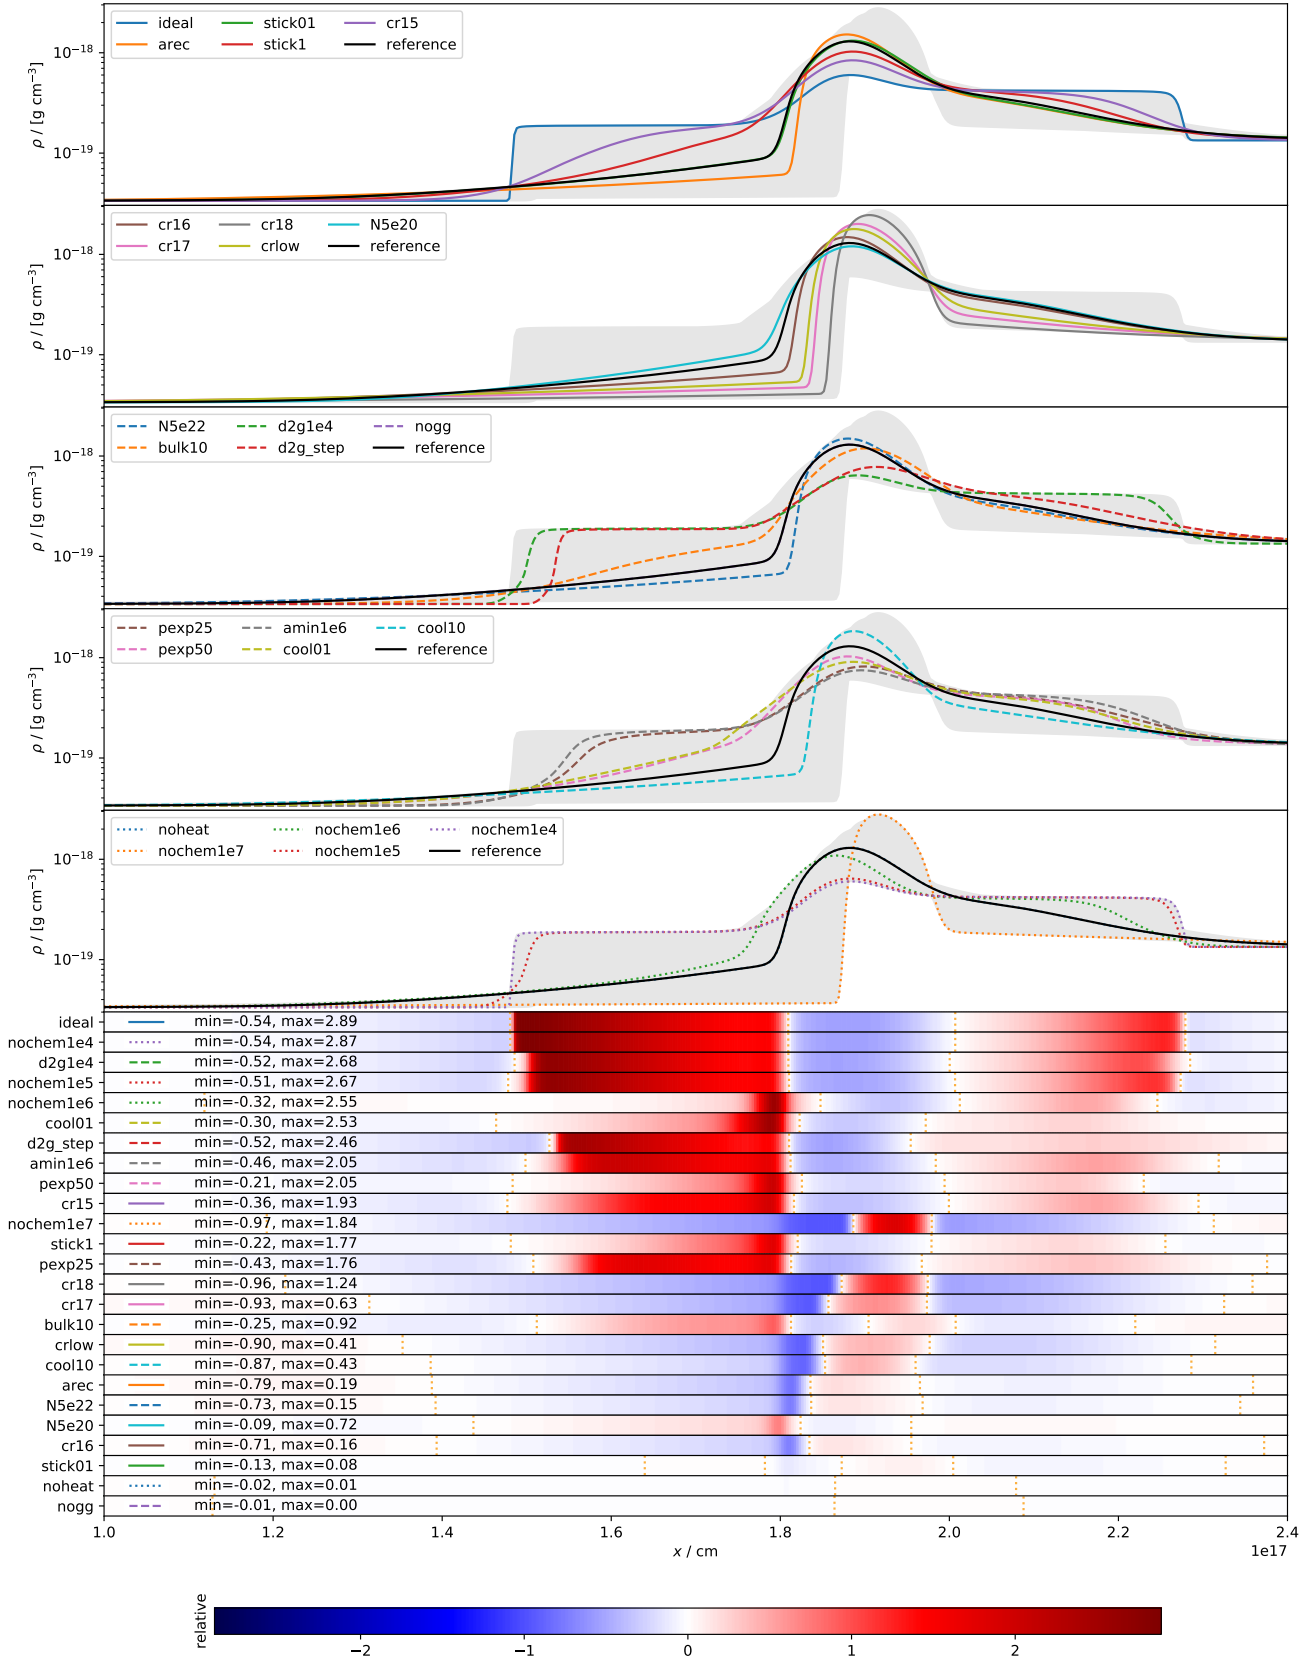 ideal stick01 cr15
arec stick1 reference
10⁻¹⁸
10⁻¹⁹
ρ / [g cm⁻³]
cr16 cr18 N5e20
cr17 crlow reference
10⁻¹⁸
10⁻¹⁹
ρ / [g cm⁻³]
N5e22 d2g1e4 nogg
bulk10 d2g_step reference
10⁻¹⁸
10⁻¹⁹
ρ / [g cm⁻³]
pexp25 amin1e6 cool10
pexp50 cool01 reference
10⁻¹⁸
10⁻¹⁹
ρ / [g cm⁻³]
noheat nochem1e6 nochem1e4
nochem1e7 nochem1e5 reference
10⁻¹⁸
10⁻¹⁹
ρ / [g cm⁻³]
ideal min=-0.54, max=2.89
nochem1e4 min=-0.54, max=2.87
d2g1e4 min=-0.52, max=2.68
nochem1e5 min=-0.51, max=2.67
nochem1e6 min=-0.32, max=2.55
cool01 min=-0.30, max=2.53
d2g_step min=-0.52, max=2.46
amin1e6 min=-0.46, max=2.05
pexp50 min=-0.21, max=2.05
cr15 min=-0.36, max=1.93
nochem1e7 min=-0.97, max=1.84
stick1 min=-0.22, max=1.77
pexp25 min=-0.43, max=1.76
cr18 min=-0.96, max=1.24
cr17 min=-0.93, max=0.63
bulk10 min=-0.25, max=0.92
crlow min=-0.90, max=0.41
cool10 min=-0.87, max=0.43
arec min=-0.79, max=0.19
N5e22 min=-0.73, max=0.15
N5e20 min=-0.09, max=0.72
cr16 min=-0.71, max=0.16
stick01 min=-0.13, max=0.08
noheat min=-0.02, max=0.01
nogg min=-0.01, max=0.00
1.0 1.2 1.4 1.6 1.8 2.0 2.2 2.4
x / cm
1e17
relative
−2 −1 0 1 2